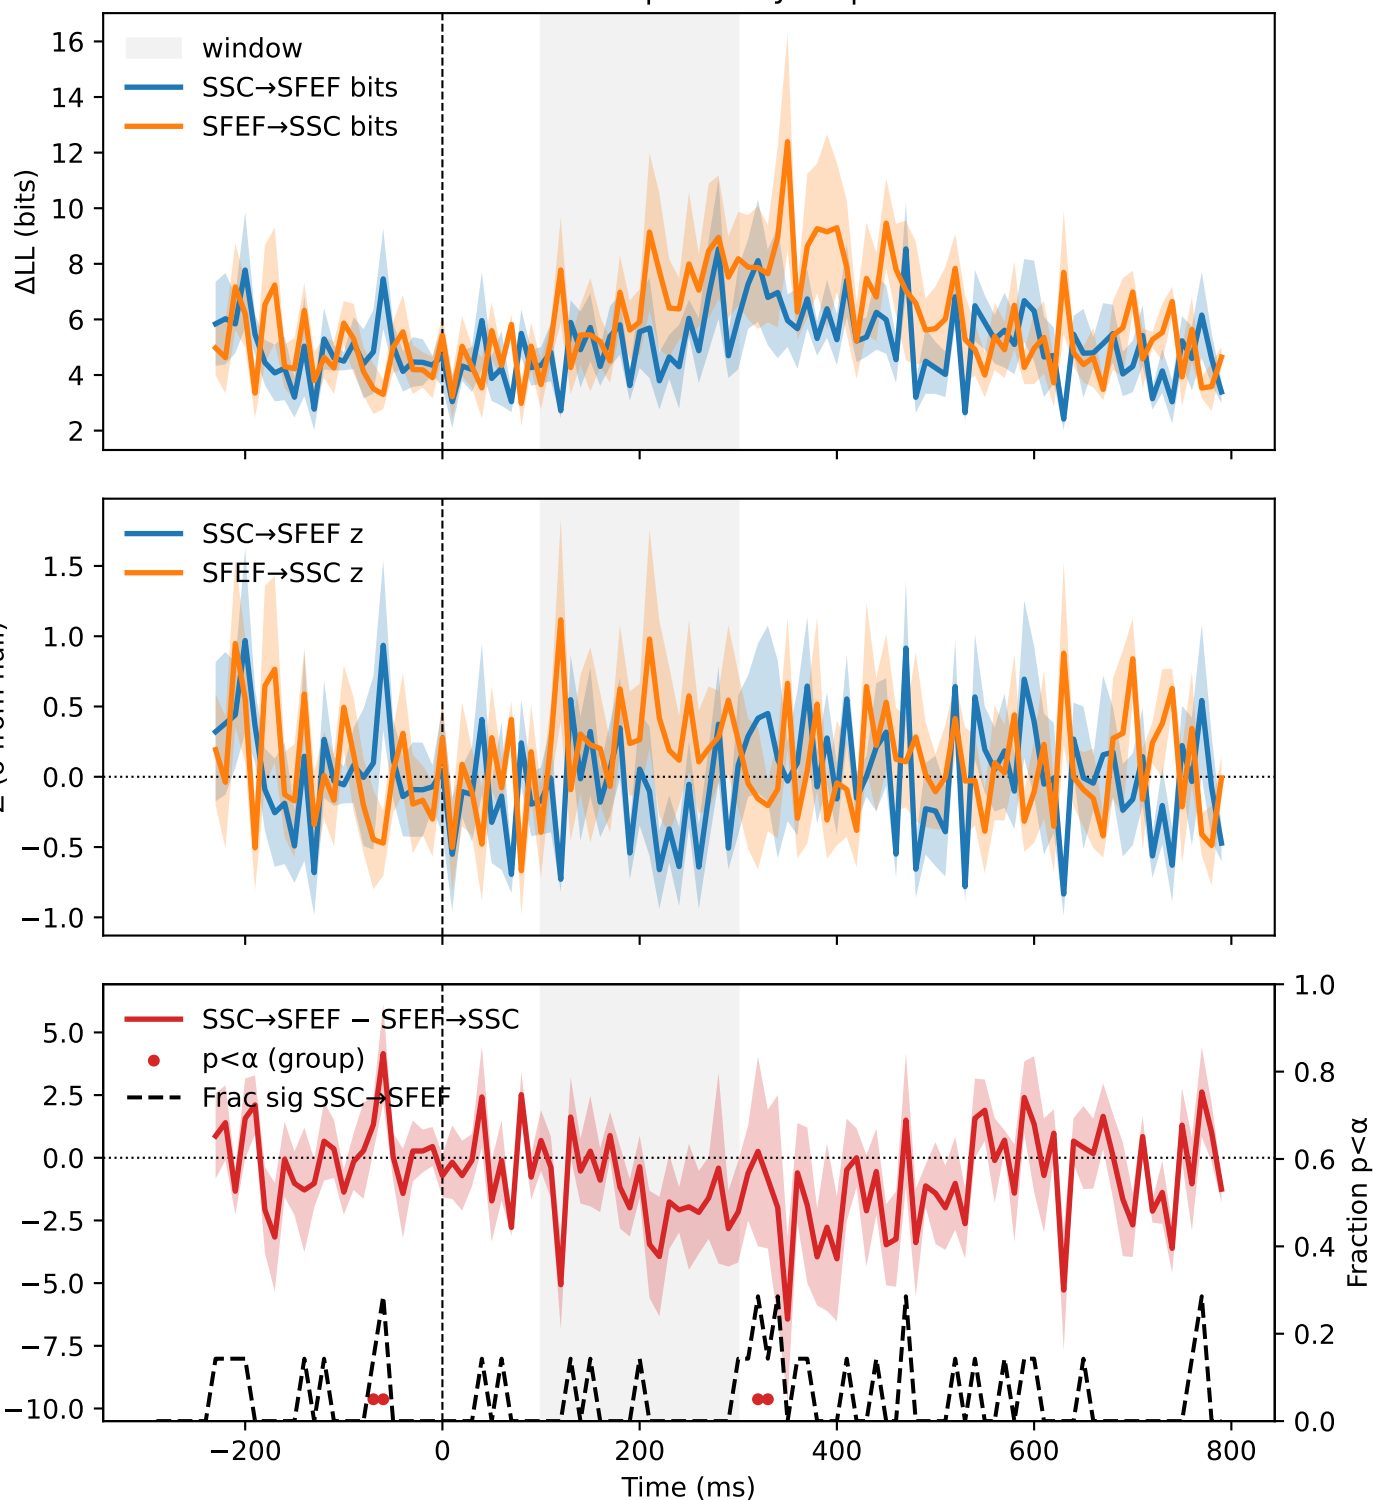 16
14
12
10
8
6
4
2
ΔLL (bits)
window
SSC→SFEF bits
SFEF→SSC bits
1.5
1.0
0.5
0.0
−0.5
−1.0
SSC→SFEF z
SFEF→SSC z
5.0
2.5
0.0
−2.5
−5.0
−7.5
−10.0
SSC→SFEF − SFEF→SSC
p<α (group)
Frac sig SSC→SFEF
1.0
0.8
0.6
0.4
0.2
0.0
Fraction p<α
−200 0 200 400 600 800
Time (ms)